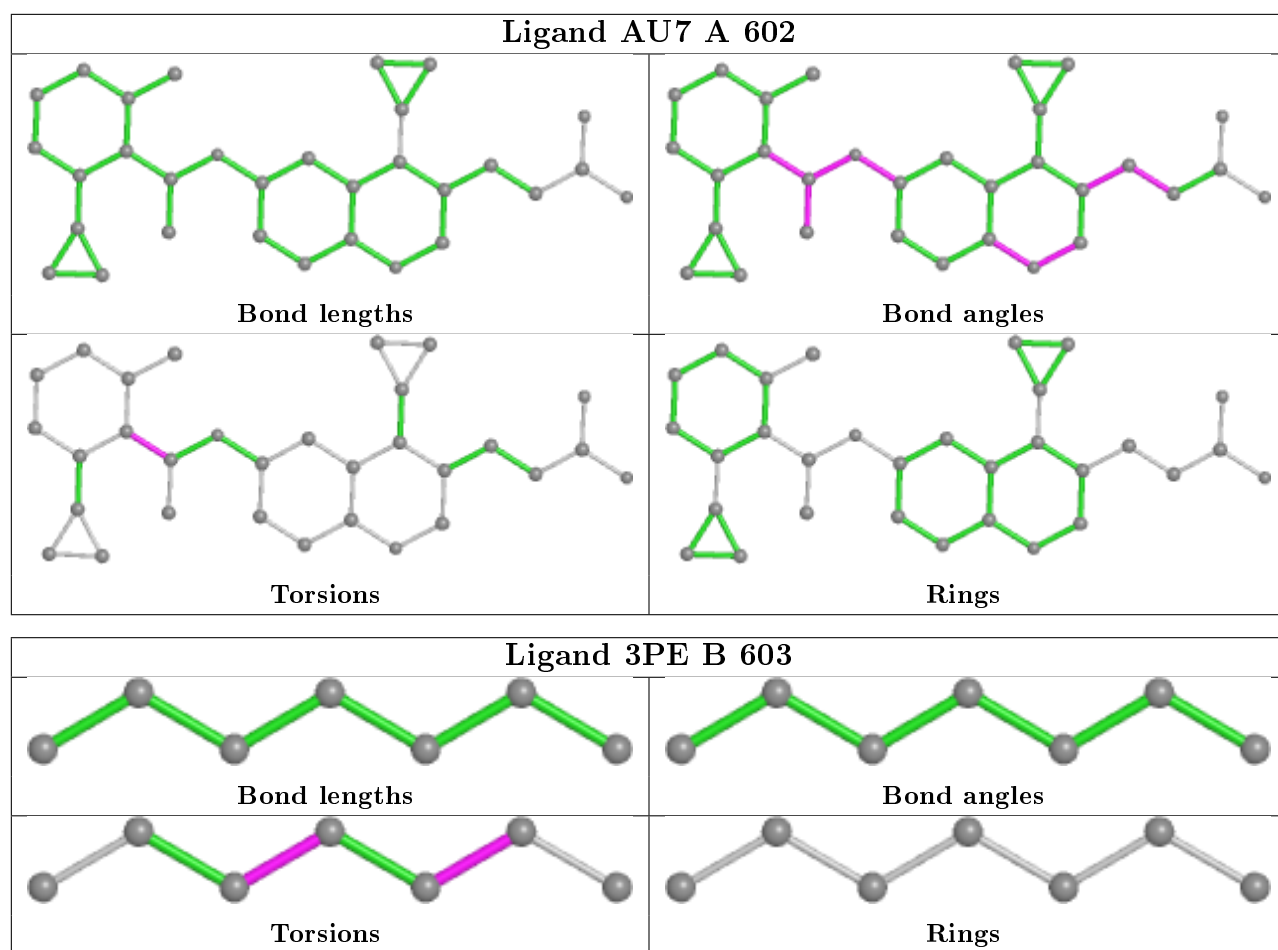 Ligand AU7 A 602
Bond lengths
Bond angles
Torsions
Rings
Ligand 3PE B 603
Bond lengths
Bond angles
Torsions
Rings